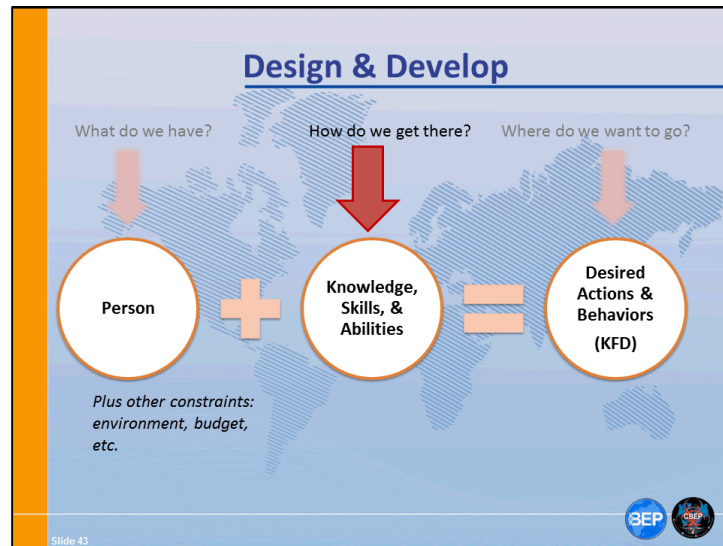 Design & Develop
What do we have?
How do we get there?
Where do we want to go?
Person
Knowledge,
Skills, &
Abilities
Desired
Actions &
Behaviors
(KFD)
Plus other constraints:
environment, budget,
etc.
BEP
CBEP
Slide 43